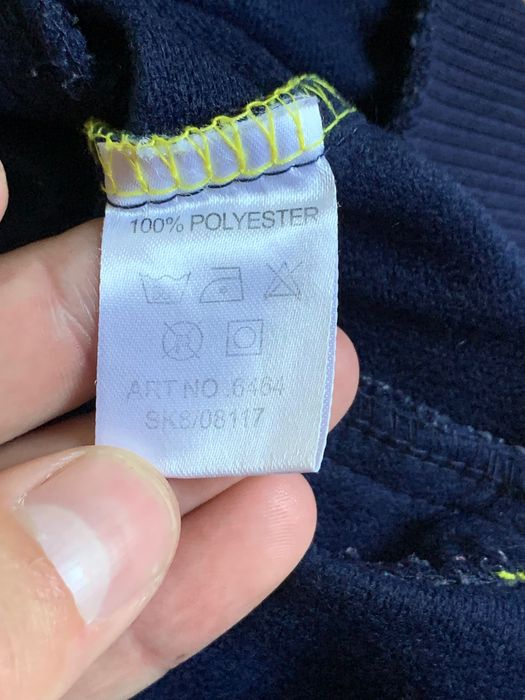 100% POLYESTER
ART NO .6464
SK8/08117